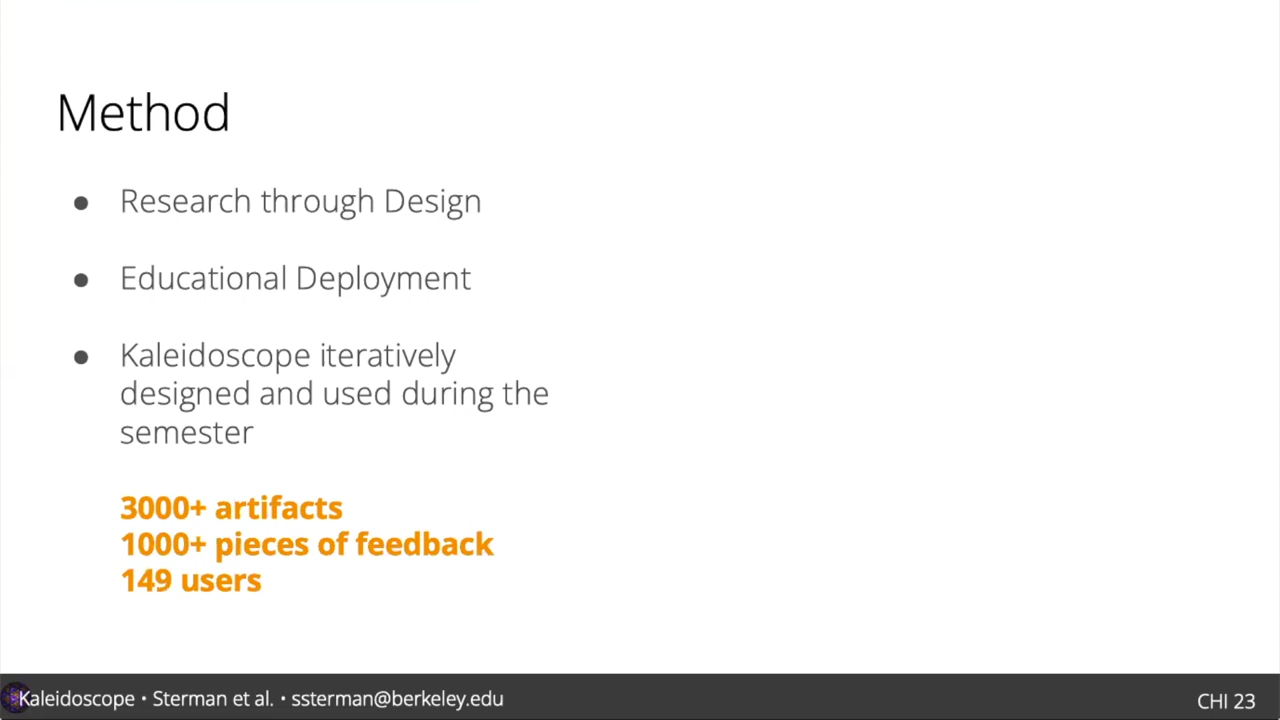 Method
● Research through Design
● Educational Deployment
● Kaleidoscope iteratively
designed and used during the
semester
3000+ artifacts
1000+ pieces of feedback
149 users
Kaleidoscope • Sterman et al. • ssterman@berkeley.edu
CHI 23